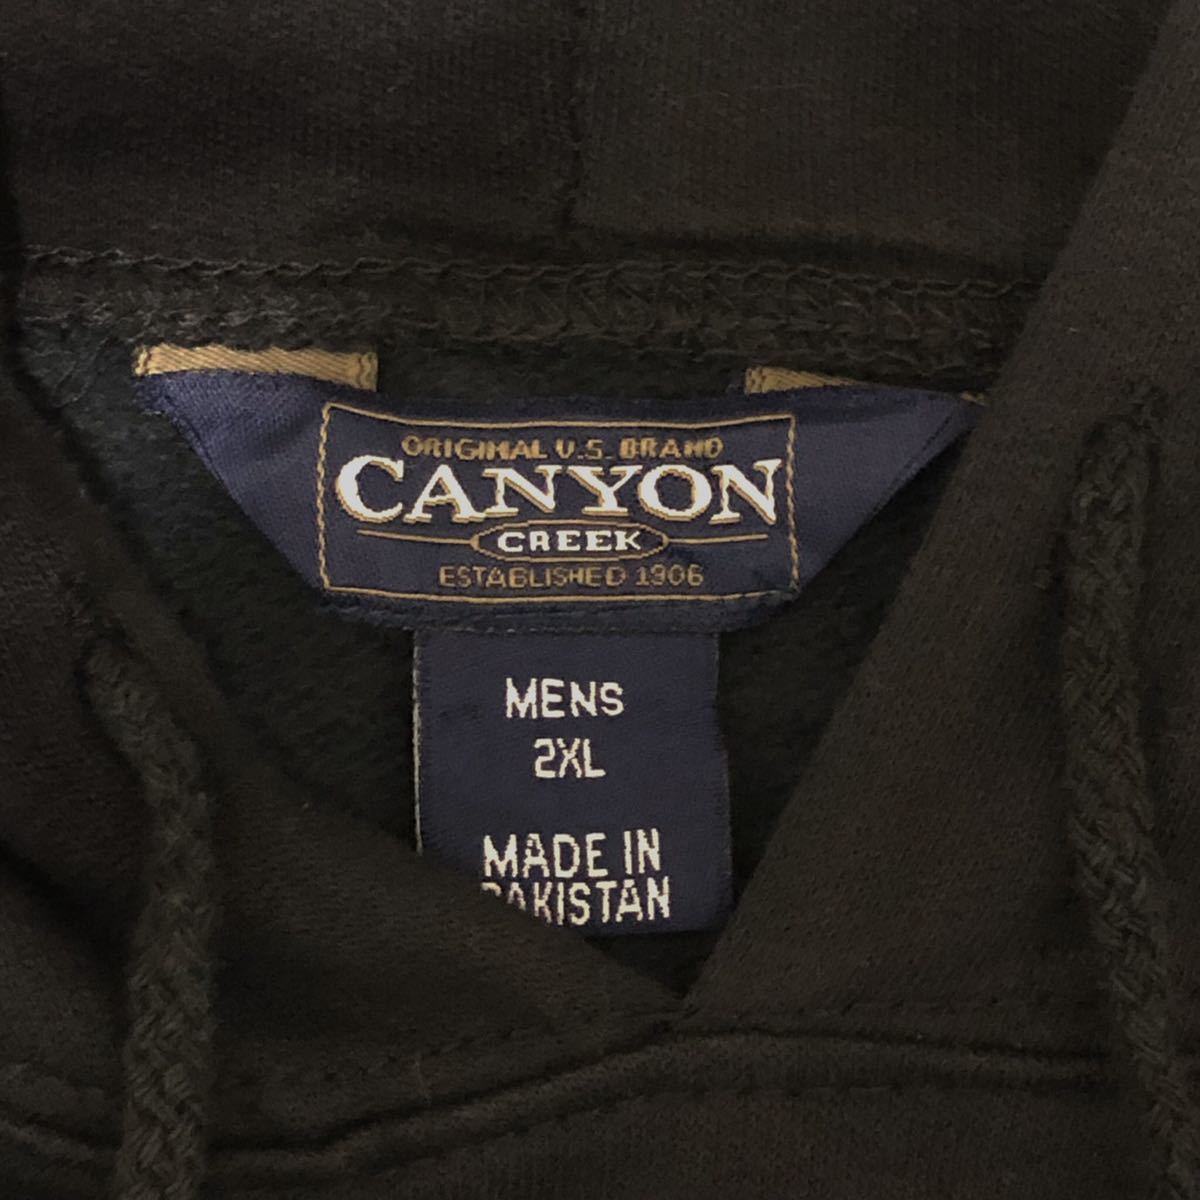 ORIGINAL U.S. BRAND
CANYON
CREEK
ESTABLISHED 1906
MENS
2XL
MADE IN
PAKISTAN